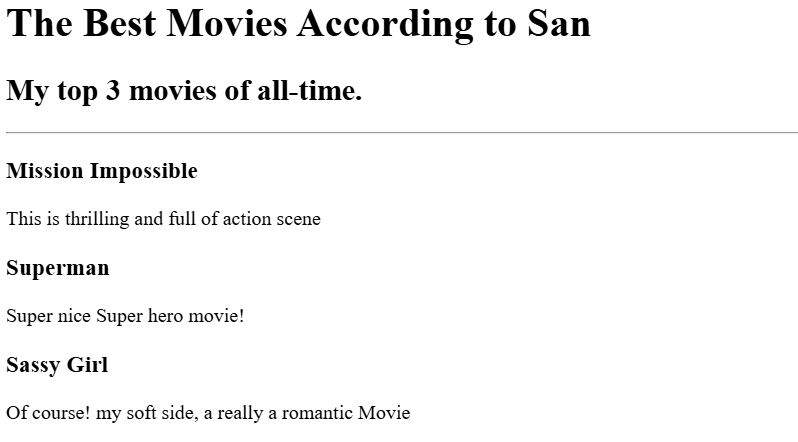 The Best Movies According to San
My top 3 movies of all-time.
Mission Impossible
This is thrilling and full of action scene
Superman
Super nice Super hero movie!
Sassy Girl
Of course! my soft side, a really a romantic Movie